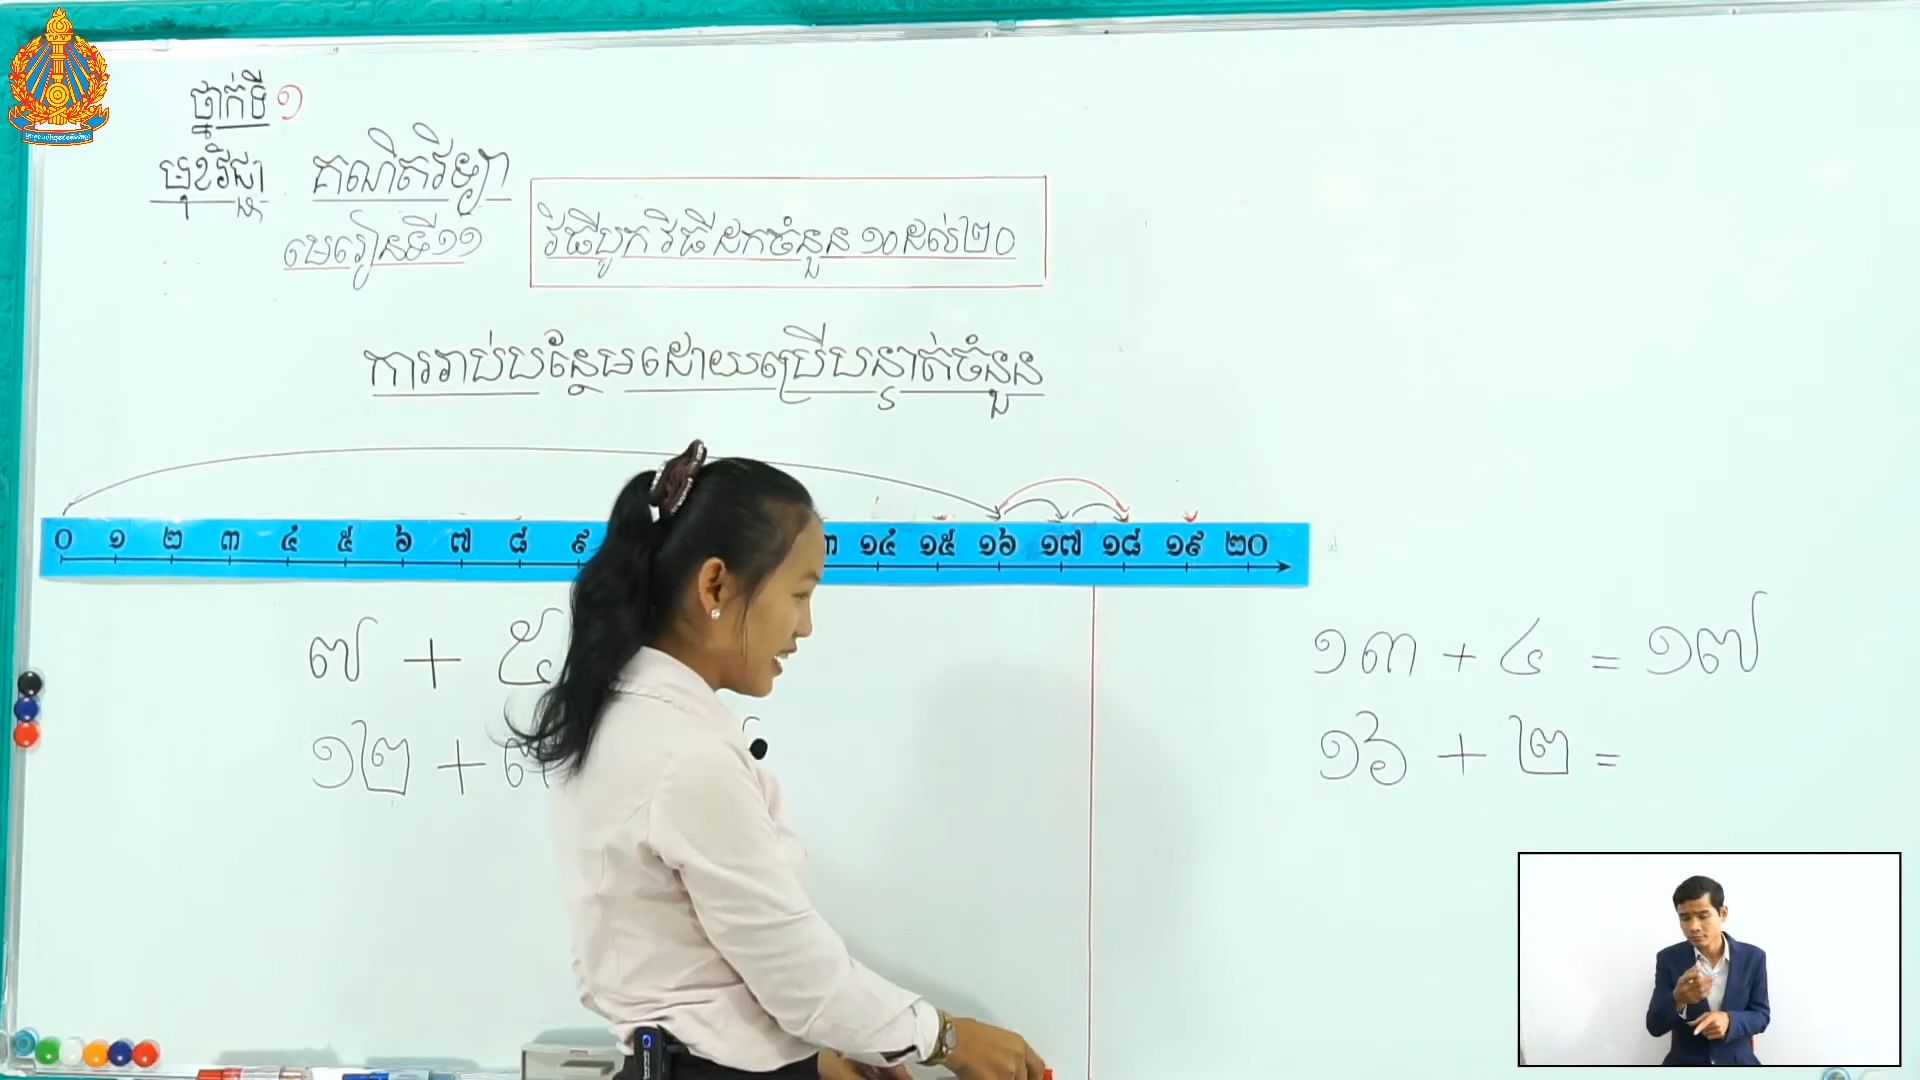 ថ្នាក់ទី ១
មុខវិជ្ជា គណិតវិទ្យា
មេរៀនទី១១ វិធីបូក វិធីដកចំនួន ១០ដល់២០
ការរាប់បន្ថែមដោយប្រើបន្ទាត់ចំនួន
០ ១ ២ ៣ ៤ ៥ ៦ ៧ ៨ ៩ ៣ ១៤ ១៥ ១៦ ១៧ ១៨ ១៩ ២០
៧ + ៥
១២ + ៣
១៣ + ៤ = ១៧
១៦ + ២ =